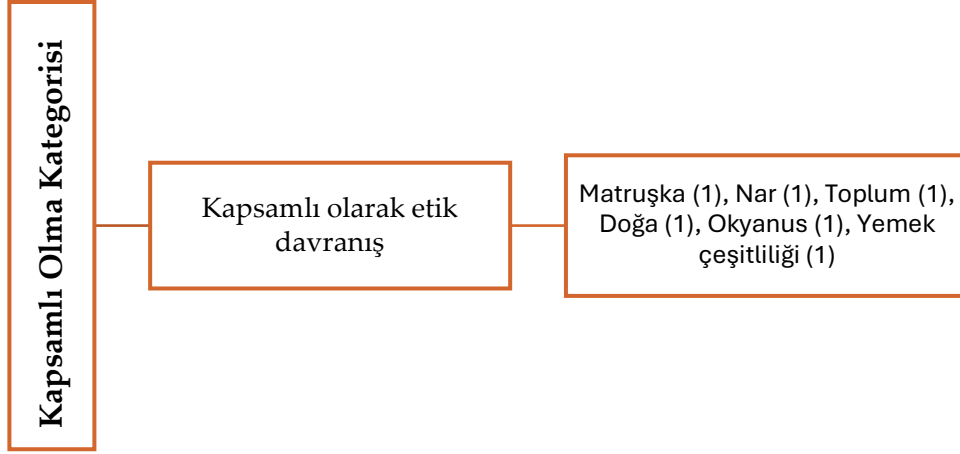 Kapsamlı Olma Kategorisi
Kapsamlı olarak etik
davranış
Matruşka (1), Nar (1), Toplum (1),
Doğa (1), Okyanus (1), Yemek
çeşitliliği (1)